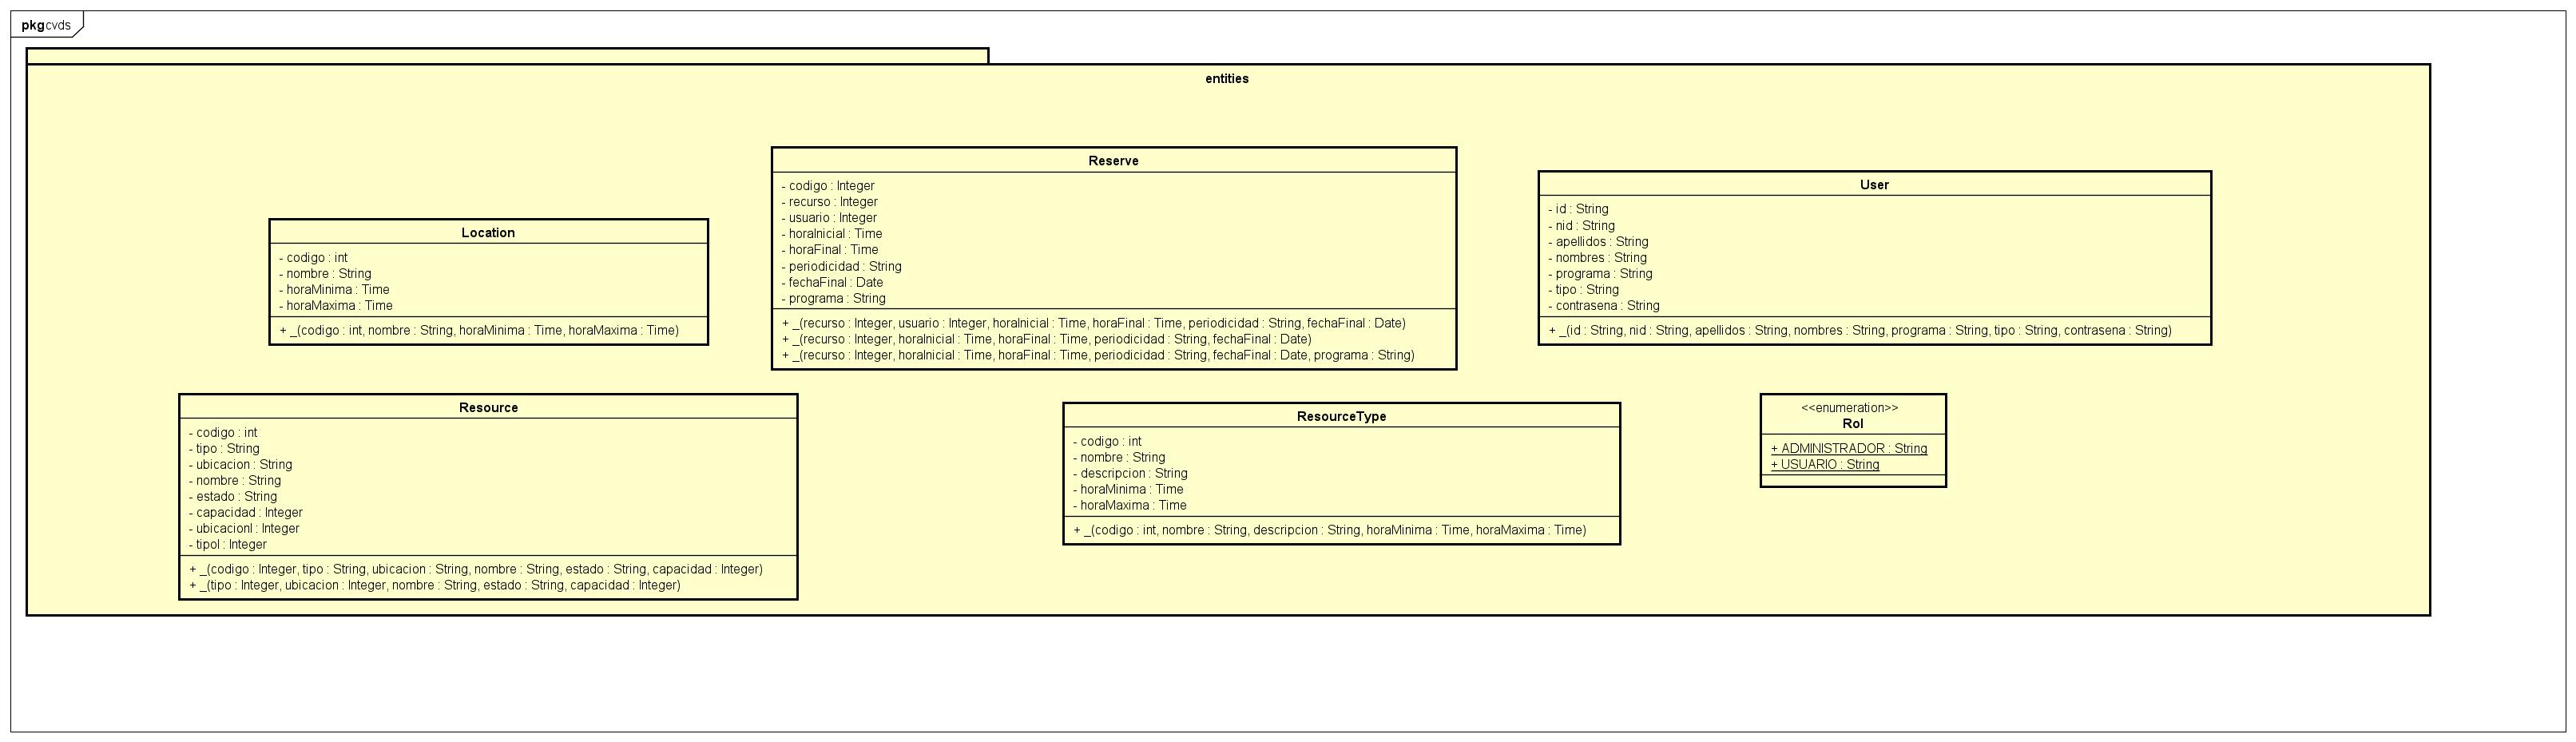 pkg cvds
entities
Reserve
- codigo : Integer
- recurso : Integer
- usuario : Integer
- horaInicial : Time
- horaFinal : Time
- periodicidad : String
- fechaFinal : Date
- programa : String
+ _(recurso : Integer, usuario : Integer, horaInicial : Time, horaFinal : Time, periodicidad : String, fechaFinal : Date)
+ _(recurso : Integer, horaInicial : Time, horaFinal : Time, periodicidad : String, fechaFinal : Date)
+ _(recurso : Integer, horaInicial : Time, horaFinal : Time, periodicidad : String, fechaFinal : Date, programa : String)
User
- id : String
- nid : String
- apellidos : String
- nombres : String
- programa : String
- tipo : String
- contrasena : String
+ _(id : String, nid : String, apellidos : String, nombres : String, programa : String, tipo : String, contrasena : String)
Location
- codigo : int
- nombre : String
- horaMinima : Time
- horaMaxima : Time
+ _(codigo : int, nombre : String, horaMinima : Time, horaMaxima : Time)
Resource
- codigo : int
- tipo : String
- ubicacion : String
- nombre : String
- estado : String
- capacidad : Integer
- ubicacionI : Integer
- tipoI : Integer
+ _(codigo : Integer, tipo : String, ubicacion : String, nombre : String, estado : String, capacidad : Integer)
+ _(tipo : Integer, ubicacion : Integer, nombre : String, estado : String, capacidad : Integer)
ResourceType
- codigo : int
- nombre : String
- descripcion : String
- horaMinima : Time
- horaMaxima : Time
+ _(codigo : int, nombre : String, descripcion : String, horaMinima : Time, horaMaxima : Time)
<<enumeration>>
Rol
+ ADMINISTRADOR : String
+ USUARIO : String